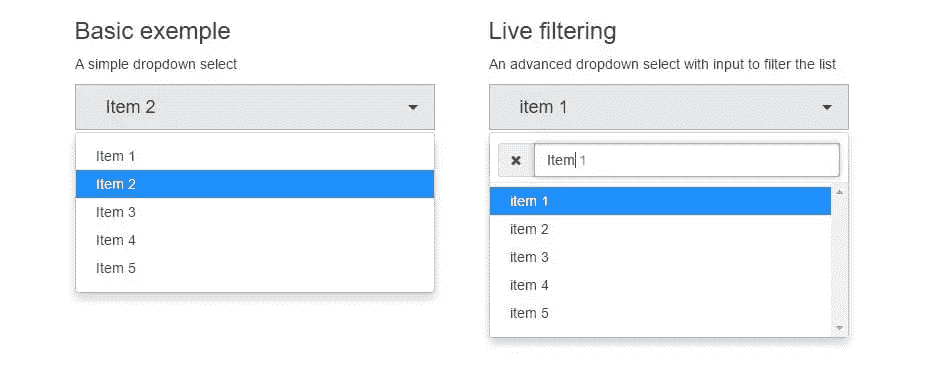 Basic exemple
A simple dropdown select
Item 2
Item 1
Item 2
Item 3
Item 4
Item 5
Live filtering
An advanced dropdown select with input to filter the list
item 1
Item 1
item 1
item 2
item 3
item 4
item 5